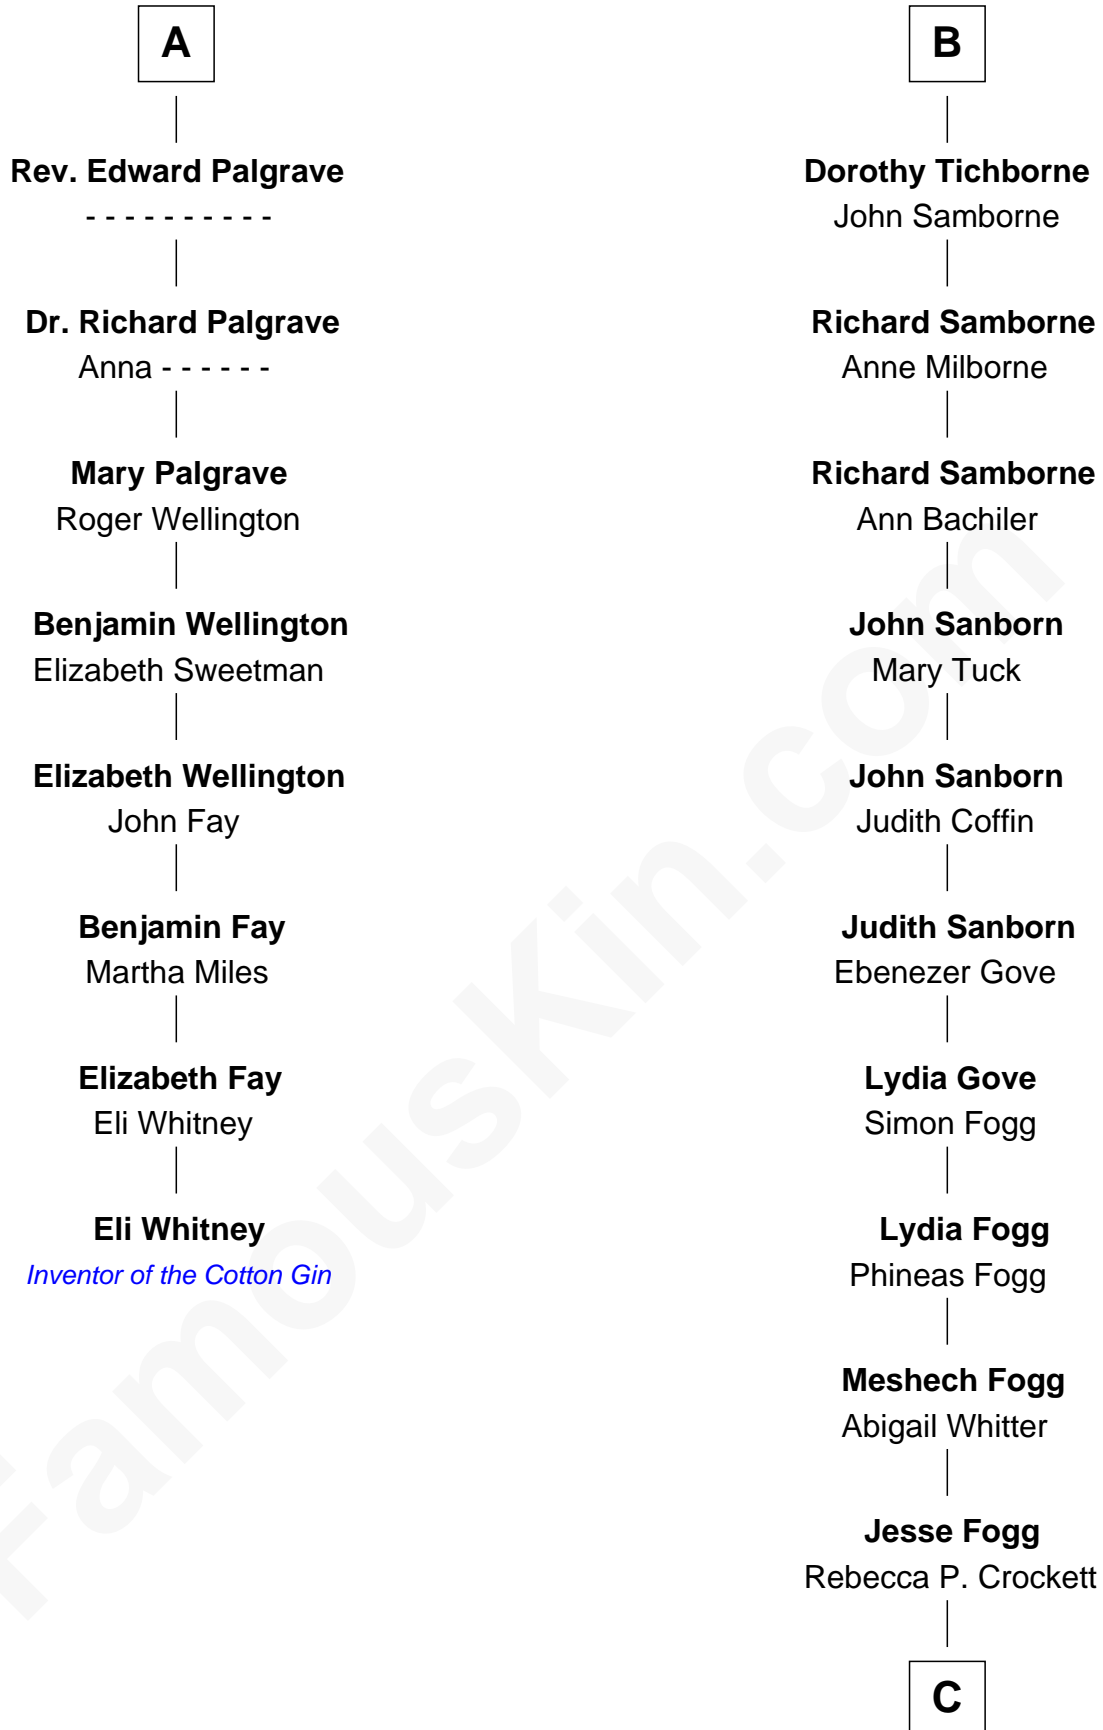 A
Rev. Edward Palgrave
- - - - - - - - - -
Dr. Richard Palgrave
Anna - - - - - -
Mary Palgrave
Roger Wellington
Benjamin Wellington
Elizabeth Sweetman
Elizabeth Wellington
John Fay
Benjamin Fay
Martha Miles
Elizabeth Fay
Eli Whitney
Eli Whitney
Inventor of the Cotton Gin
B
Dorothy Tichborne
John Samborne
Richard Samborne
Anne Milborne
Richard Samborne
Ann Bachiler
John Sanborn
Mary Tuck
John Sanborn
Judith Coffin
Judith Sanborn
Ebenezer Gove
Lydia Gove
Simon Fogg
Lydia Fogg
Phineas Fogg
Meshech Fogg
Abigail Whitter
Jesse Fogg
Rebecca P. Crockett
C
FamousKin.com